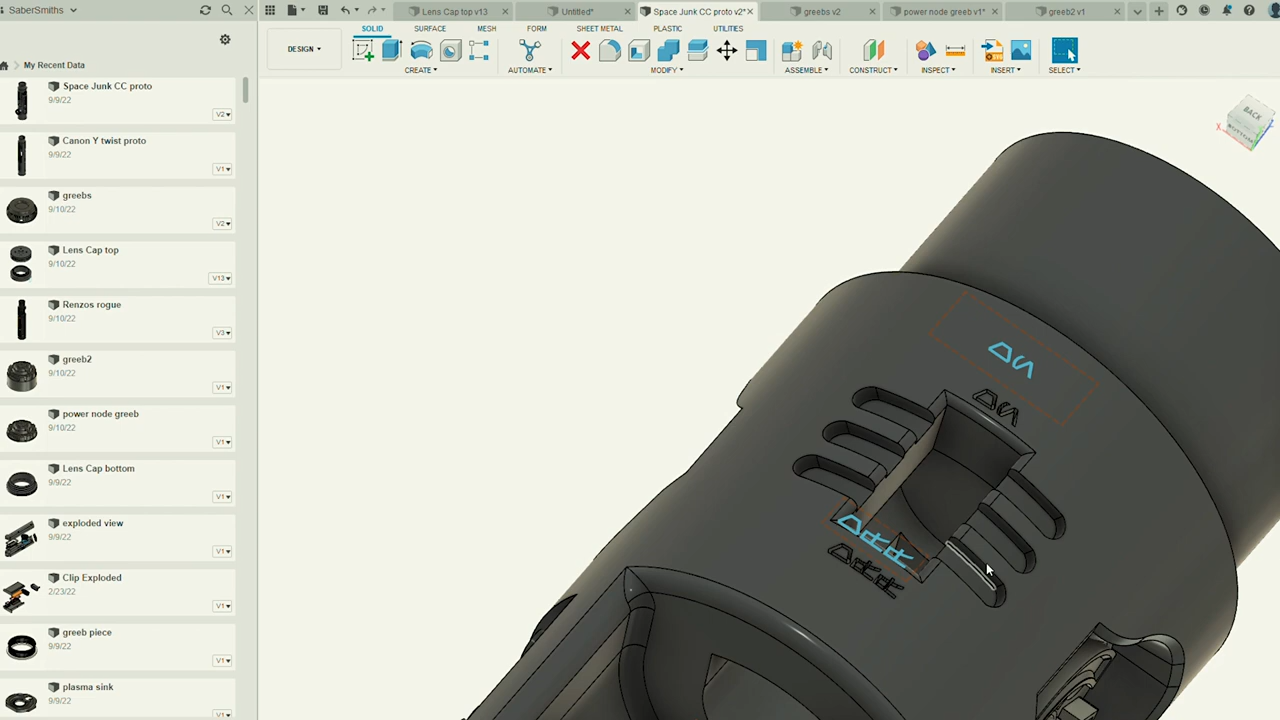 SaberSmiths
Lens Cap top v13
Untitled*
Space Junk CC proto v2*
greebs v2
power node greeb v1*
greeb2 v1
DESIGN
SOLID
SURFACE
MESH
FORM
SHEET METAL
PLASTIC
UTILITIES
CREATE
AUTOMATE
MODIFY
ASSEMBLE
CONSTRUCT
INSPECT
INSERT
SELECT
My Recent Data
Space Junk CC proto
9/9/22
V2
Canon Y twist proto
9/9/22
V1
greebs
9/10/22
V2
Lens Cap top
9/10/22
V13
Renzos rogue
9/10/22
V3
greeb2
9/10/22
V1
power node greeb
9/10/22
V1
Lens Cap bottom
9/9/22
V1
exploded view
9/9/22
V1
Clip Exploded
2/23/22
V1
greeb piece
9/9/22
V1
plasma sink
9/9/22
V1
BACK